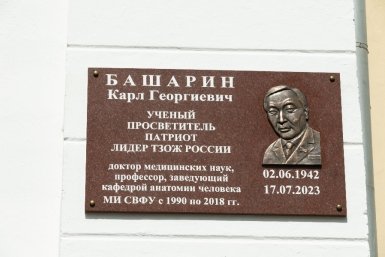 БАШАРИН
Карл Георгиевич
УЧЕНЫЙ
ПРОСВЕТИТЕЛЬ
ПАТРИОТ
ЛИДЕР ТЗОЖ РОССИИ
доктор медицинских наук,
профессор, заведующий
кафедрой анатомии человека
МИ СВФУ с 1990 по 2018 гг.
02.06.1942
17.07.2023